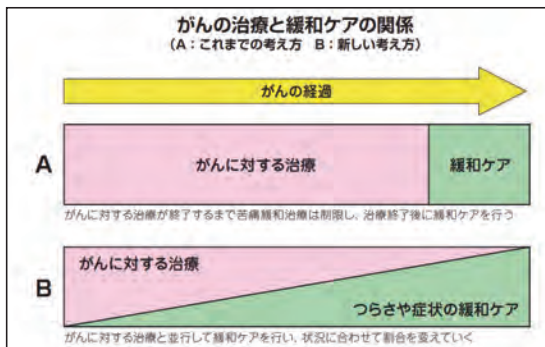 がんの治療と緩和ケアの関係
(A：これまでの考え方　B：新しい考え方)
がんの経過
A
がんに対する治療
緩和ケア
がんに対する治療が終了するまで苦痛緩和治療は制限し、治療終了後に緩和ケアを行う
B
がんに対する治療
つらさや症状の緩和ケア
がんに対する治療と並行して緩和ケアを行い、状況に合わせて割合を変えていく